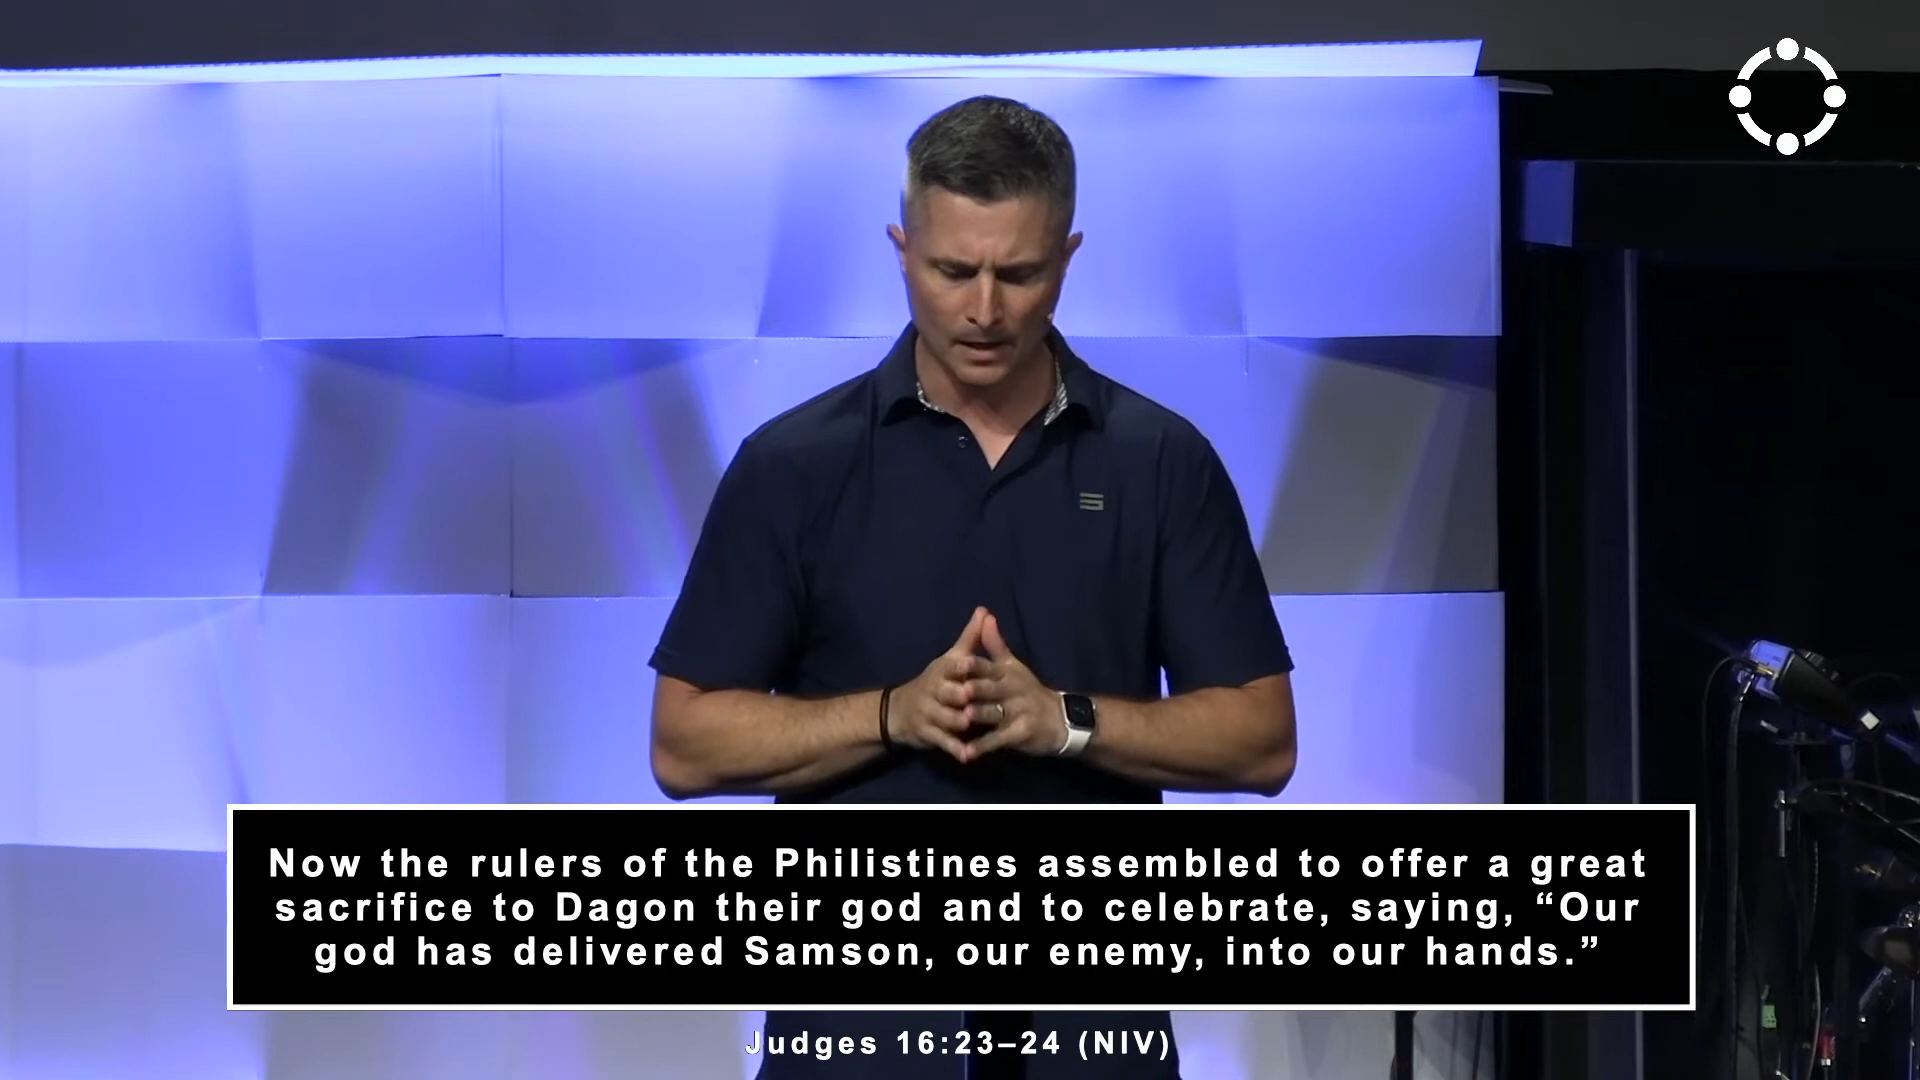 Now the rulers of the Philistines assembled to offer a great
sacrifice to Dagon their god and to celebrate, saying, “Our
god has delivered Samson, our enemy, into our hands.”
Judges 16:23–24 (NIV)